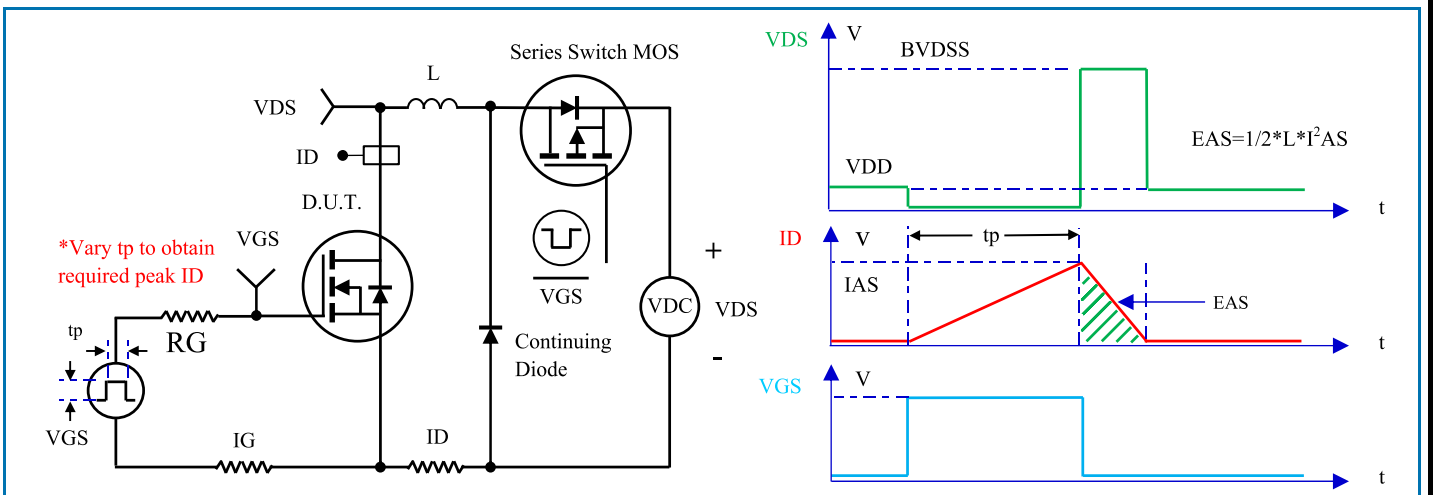 Series Switch MOS
L
VDS
ID
D.U.T.
*Vary tp to obtain
required peak ID
VGS
tp
RG
VGS
IG
ID
VGS
Continuing
Diode
+
VDC
VDS
-
VDS
V
BVDSS
VDD
EAS=1/2*L*I²AS
t
ID
V
tp
IAS
EAS
t
VGS
V
t